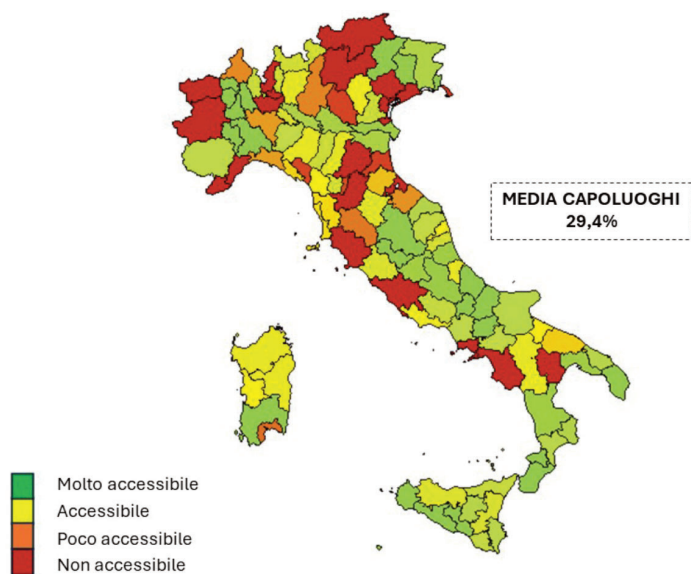 MEDIA CAPOLUOGHI
29,4%
Molto accessibile
Accessibile
Poco accessibile
Non accessibile